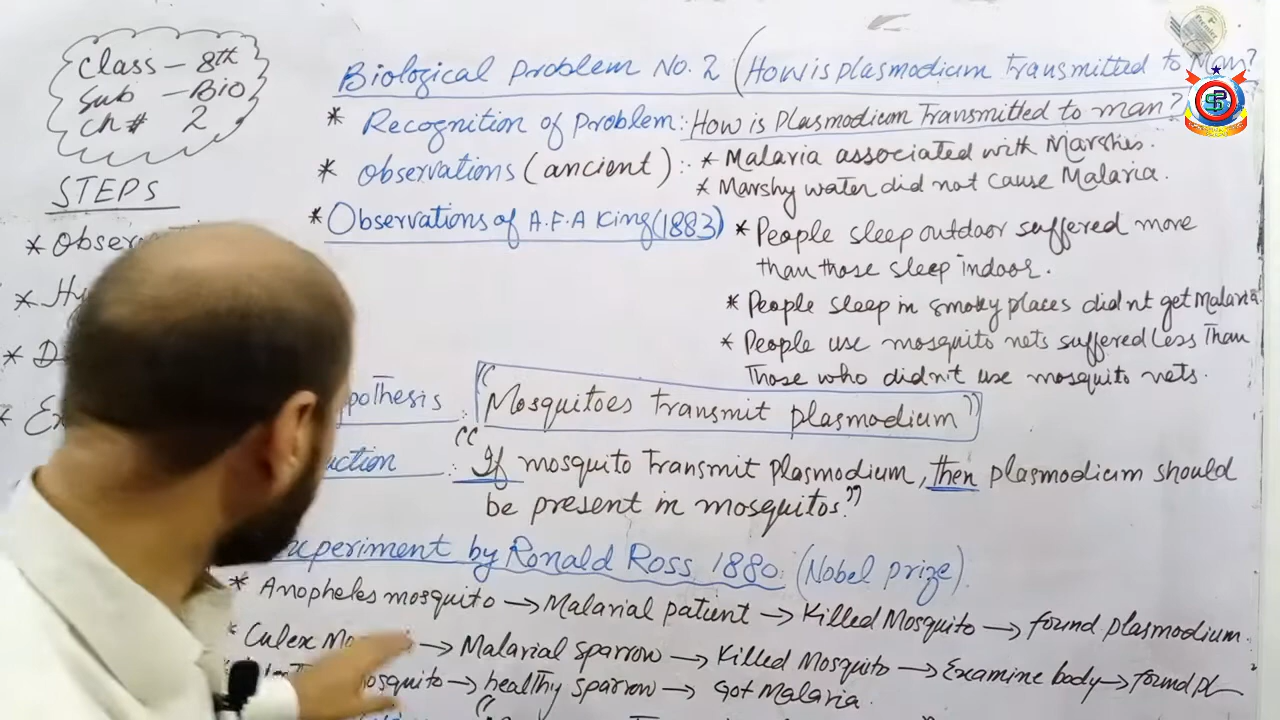 Class - 8th
Sub - Bio
Ch# 2
STEPS
* Obser
* Hy
* D
* Ex
Biological Problem No. 2 (How is plasmodium transmitted to Man?
* Recognition of Problem: How is Plasmodium Transmitted to man?
* Observations (ancient): * Malaria associated with Marshes.
* Marshy water did not cause Malaria.
* Observations of A.F.A King (1883) * People sleep outdoor suffered more
than those sleep indoor.
* People sleep in smoky places didn't get Malaria
* People use mosquito nets suffered Less Than
Those who didn't use mosquito nets.
pothesis : "Mosquitoes transmit plasmodium"
uction : "If mosquito transmit plasmodium, then plasmodium should
be present in mosquitos."
xperiment by Ronald Ross 1880: (Nobel prize).
* Anopheles mosquito → Malarial patient → Killed Mosquito → found plasmodium.
* Culex Mo → Malarial sparrow → Killed Mosquito → Examine body → found Pl
osquito → healthy sparrow → Got Malaria.